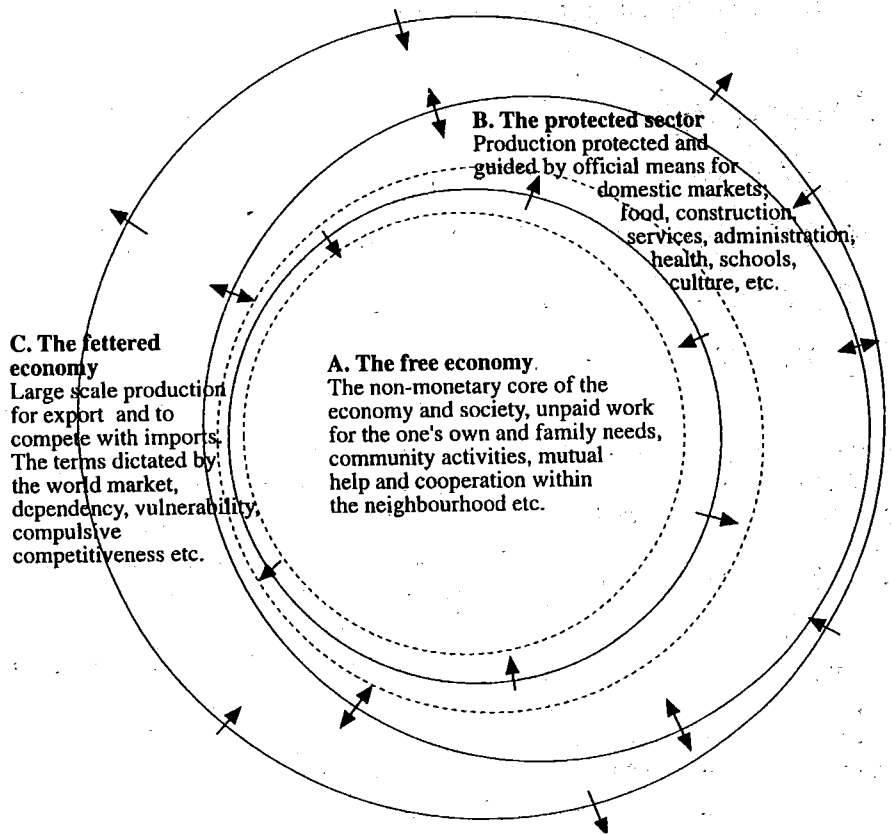 B. The protected sector
Production protected and
guided by official means for
domestic markets;
food, construction,
services, administration,
health, schools,
culture, etc.
C. The fettered
economy
Large scale production
for export and to
compete with imports.
The terms dictated by
the world market,
dependency, vulnerability,
compulsive
competitiveness etc.
A. The free economy.
The non-monetary core of the
economy and society, unpaid work
for the one's own and family needs,
community activities, mutual
help and cooperation within
the neighbourhood etc.